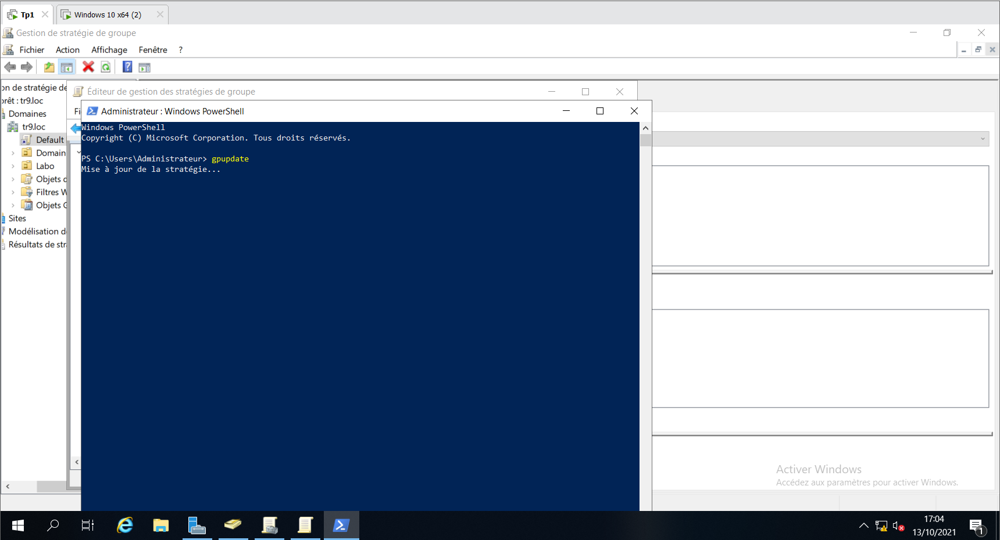 Tp1
Windows 10 x64 (2)
Gestion de stratégie de groupe
Fichier Action Affichage Fenêtre ?
on de stratégie de
Éditeur de gestion des stratégies de groupe
orêt : tr9.loc
Domaines
Fi
Administrateur : Windows PowerShell
tr9.loc
Default
Domain
Labo
Objets
Filtres W
Objets G
Sites
Modélisation de
Résultats de str
Windows PowerShell
Copyright (C) Microsoft Corporation. Tous droits réservés.
PS C:\Users\Administrateur> gpupdate
Mise à jour de la stratégie...
Activer Windows
Accédez aux paramètres pour activer Windows.
17:04
13/10/2021
1